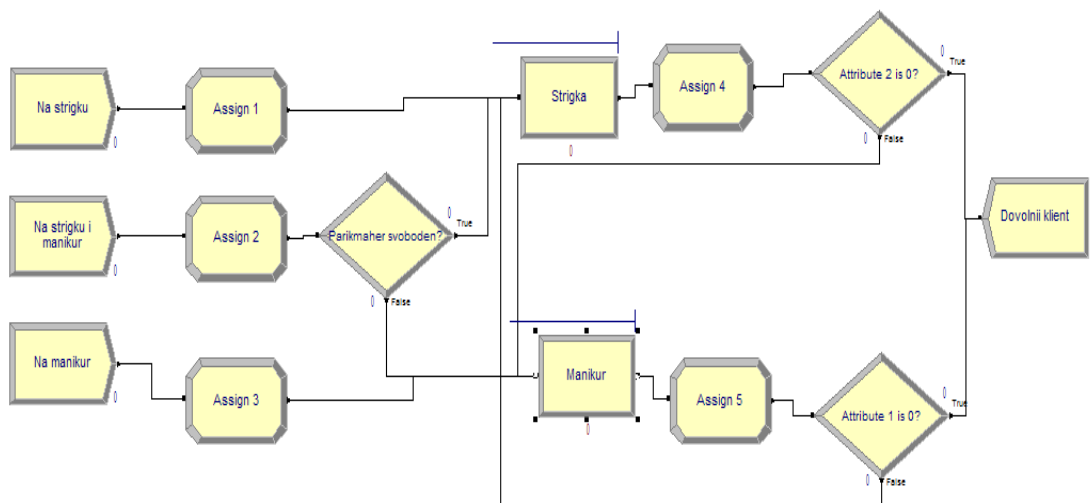 Na strigku
0
Assign 1
Strigka
0
Assign 4
Attribute 2 is 0?
0
True
0
False
Na strigku i
manikur
0
Assign 2
Parikmaher svoboden?
0
True
0
False
Dovolnii klient
Na manikur
0
Assign 3
Manikur
0
Assign 5
Attribute 1 is 0?
0
True
0
False